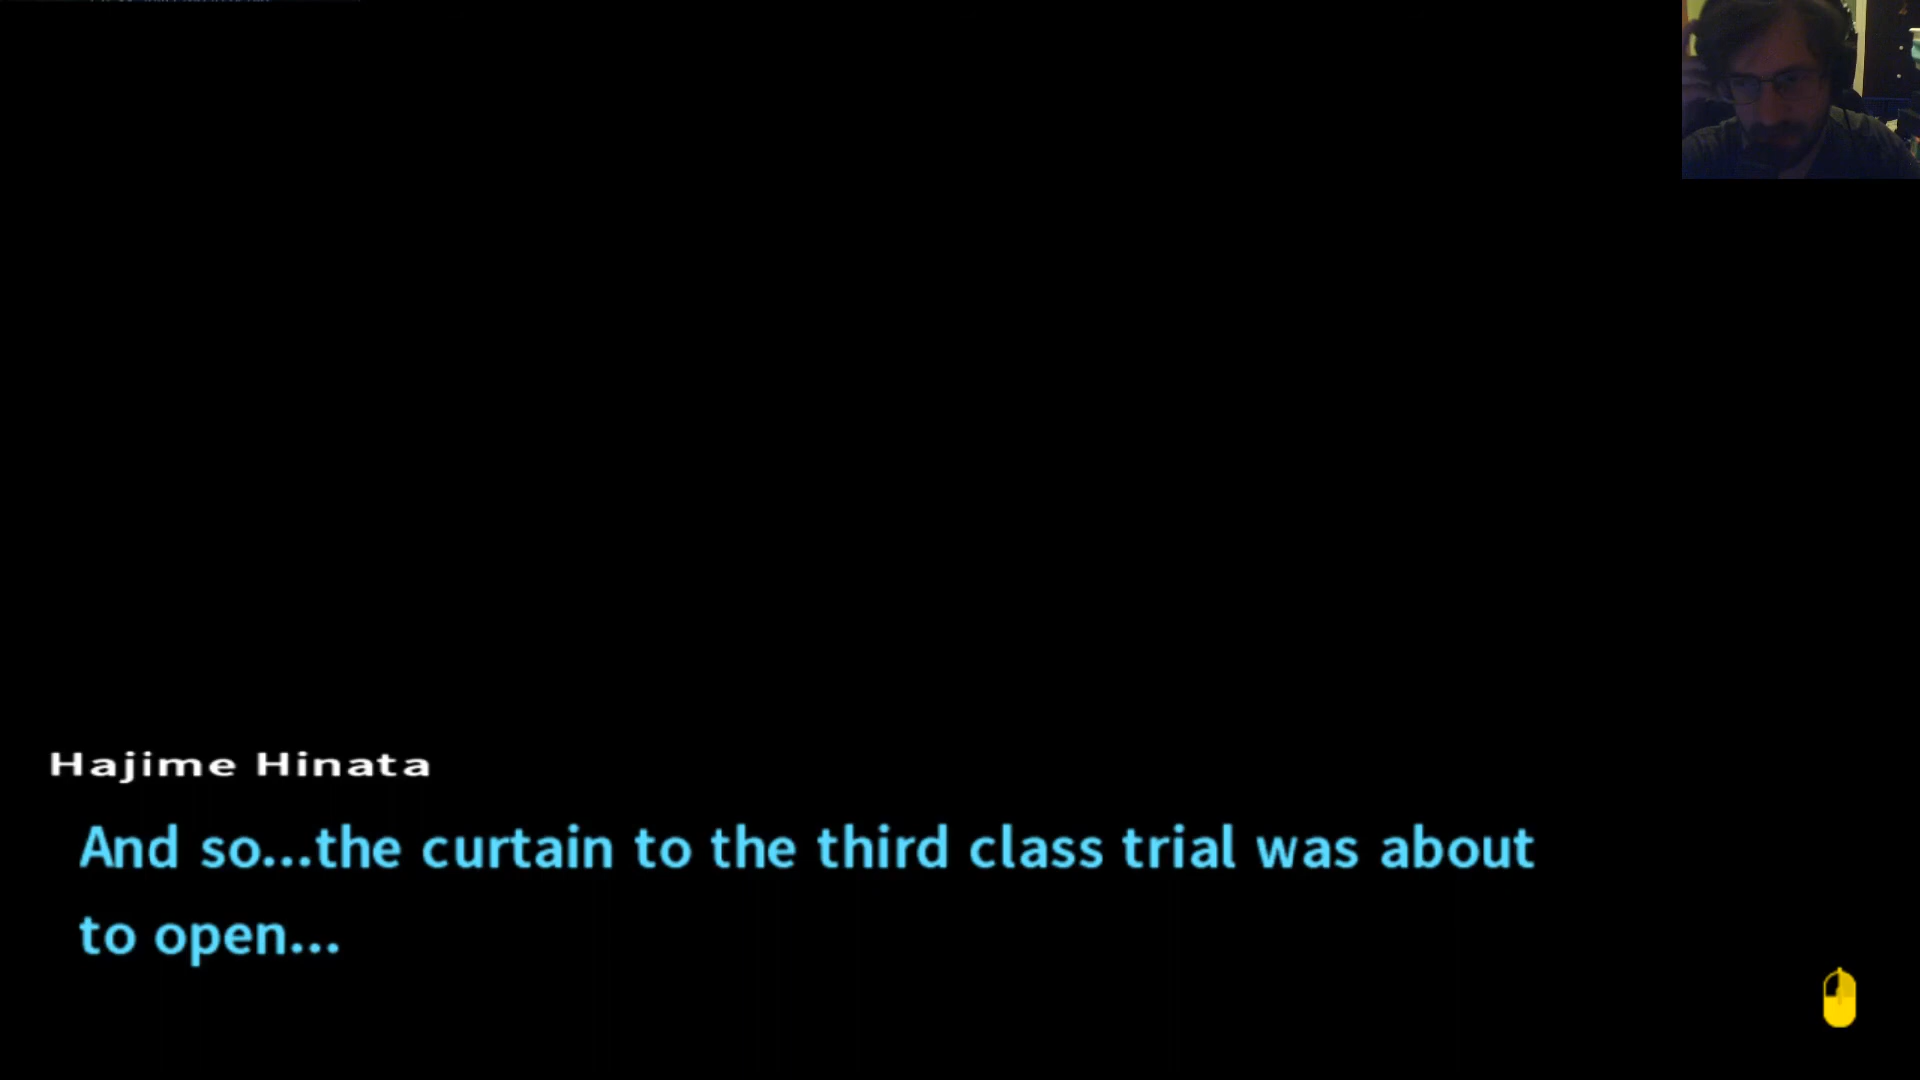 Hajime Hinata
And so...the curtain to the third class trial was about
to open...